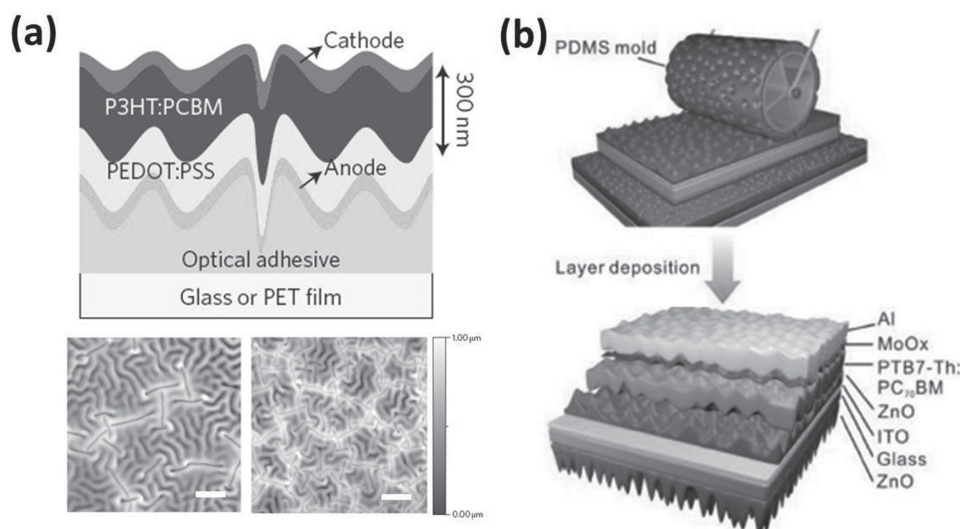 (a)
Cathode
P3HT:PCBM
300 nm
PEDOT:PSS
Anode
Optical adhesive
Glass or PET film
1.00 µm
0.00 µm
(b)
PDMS mold
Layer deposition
Al
MoOx
PTB7-Th:
PC₇₀BM
ZnO
ITO
Glass
ZnO